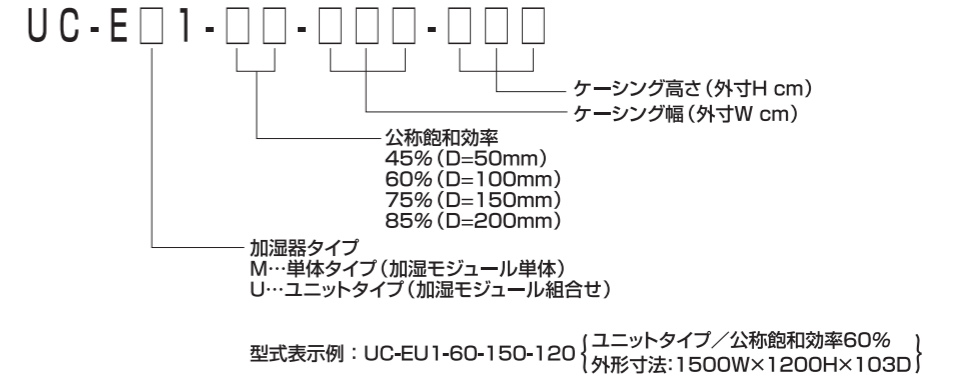 UC-E□1-□□-□□□-□□□
ケーシング高さ（外寸H cm）
ケーシング幅（外寸W cm）
公称飽和効率
45%（D=50mm）
60%（D=100mm）
75%（D=150mm）
85%（D=200mm）
加湿器タイプ
M…単体タイプ（加湿モジュール単体）
U…ユニットタイプ（加湿モジュール組合せ）
型式表示例：UC-EU1-60-150-120{ユニットタイプ／公称飽和効率60%
外形寸法:1500W×1200H×103D}